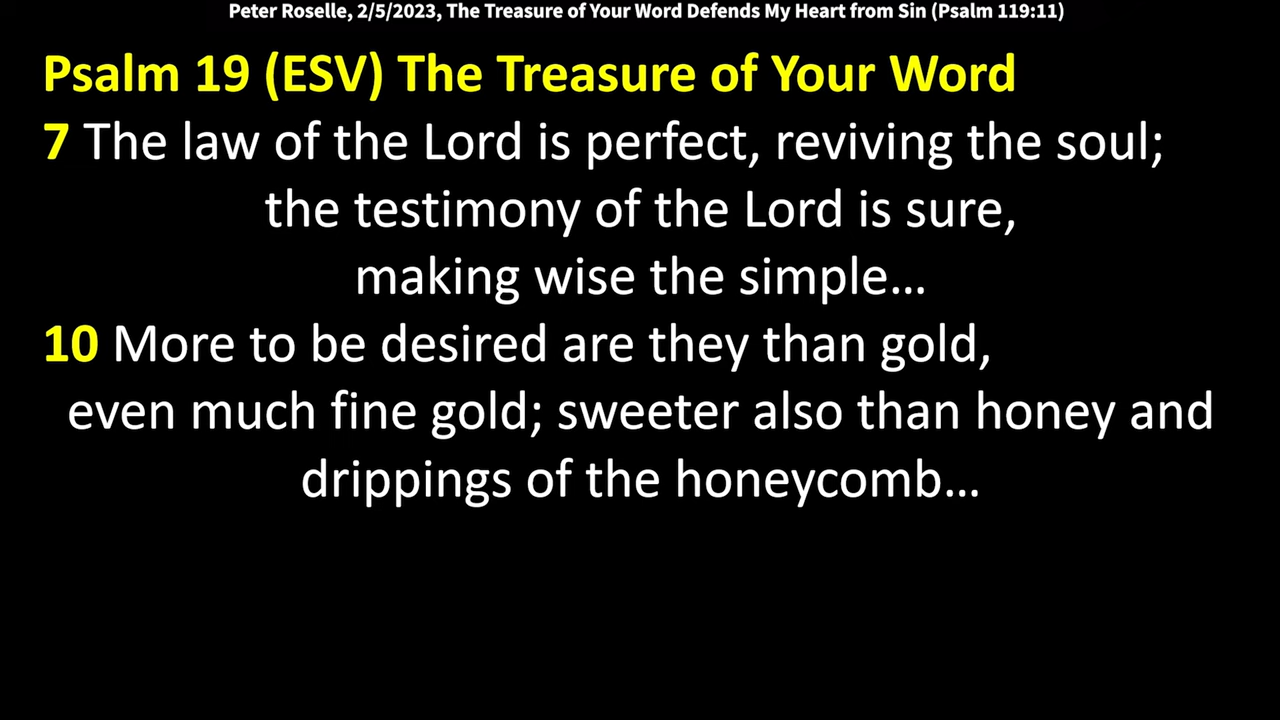 Peter Roselle, 2/5/2023, The Treasure of Your Word Defends My Heart from Sin (Psalm 119:11)
Psalm 19 (ESV) The Treasure of Your Word
7 The law of the Lord is perfect, reviving the soul;
the testimony of the Lord is sure,
making wise the simple…
10 More to be desired are they than gold,
even much fine gold; sweeter also than honey and
drippings of the honeycomb…